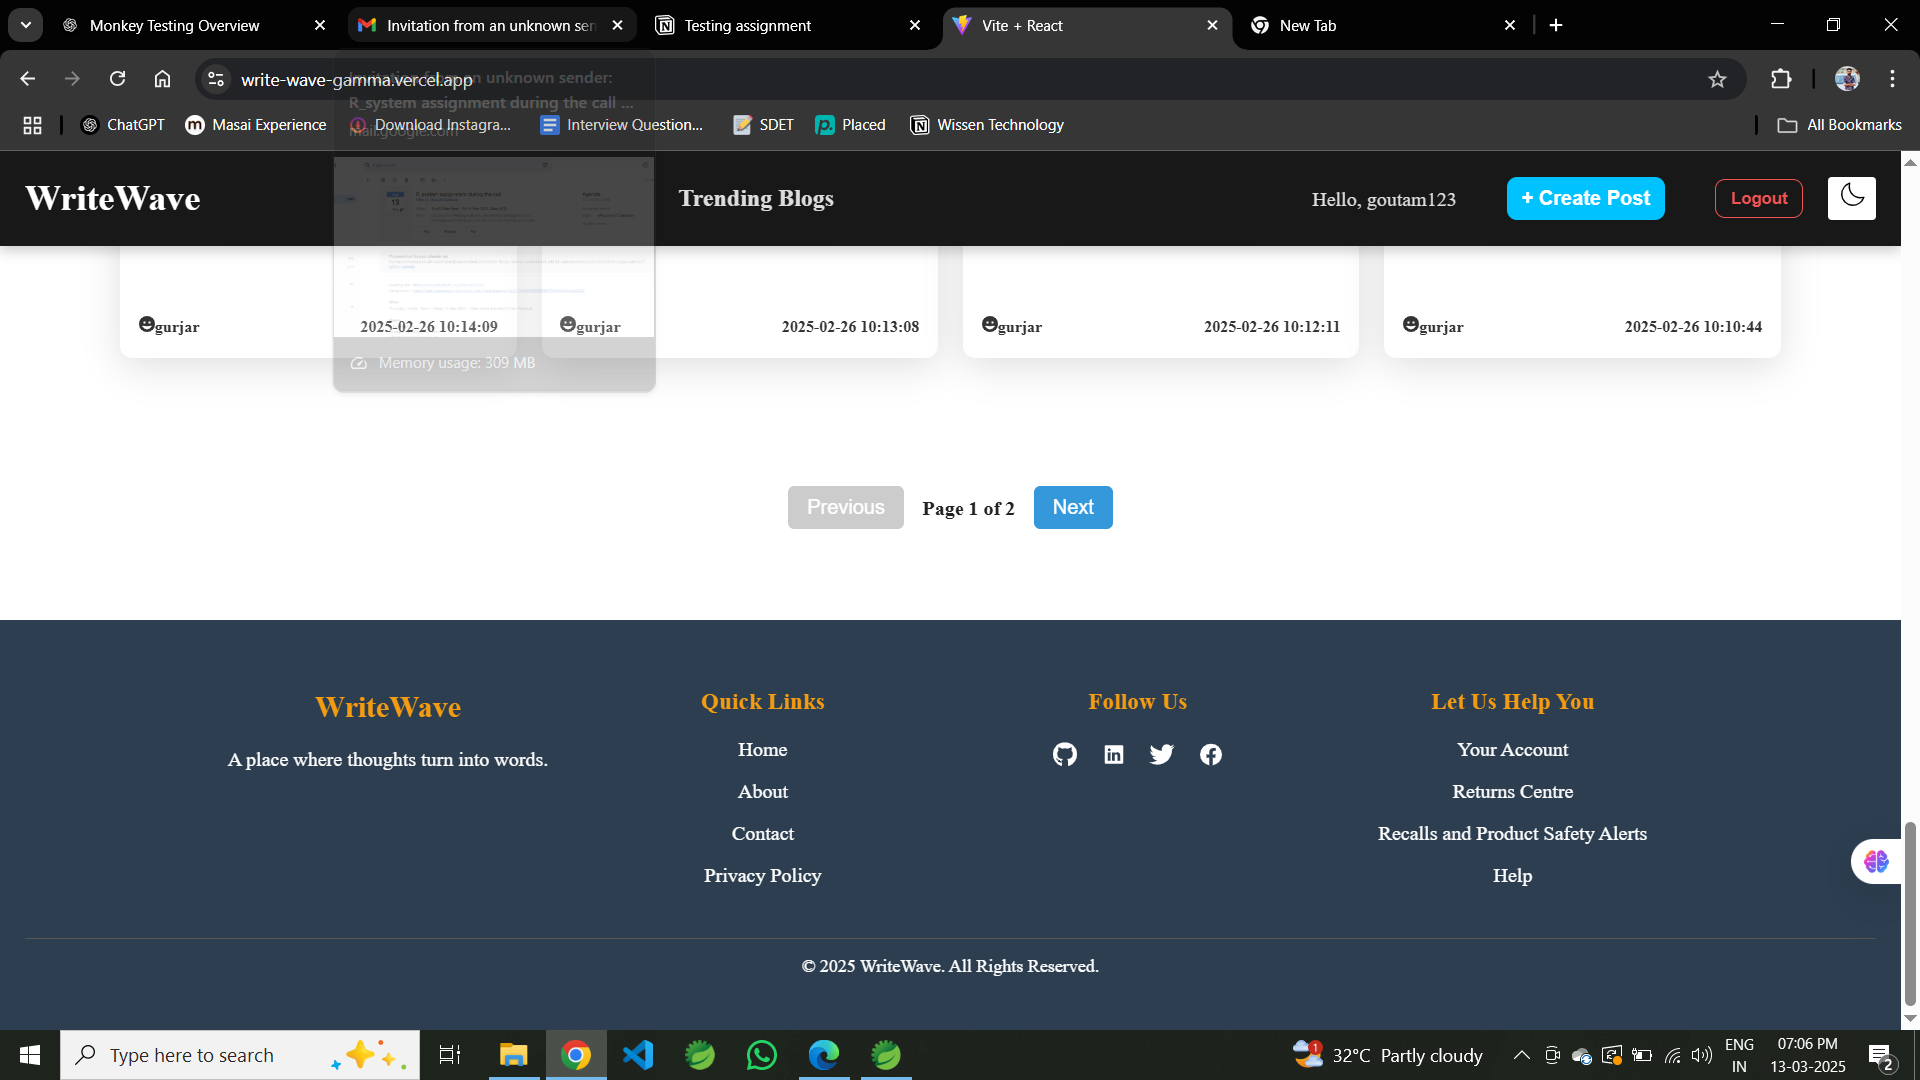 Monkey Testing Overview
Invitation from an unknown sen
Testing assignment
Vite + React
New Tab
write-wave-gamma.vercel.app
Invitation from an unknown sender:
R_system assignment during the call ...
mail.google.com
ChatGPT
Masai Experience
Download Instagra...
Interview Question...
SDET
Placed
Wissen Technology
All Bookmarks
WriteWave
Trending Blogs
Hello, goutam123
+ Create Post
Logout
gurjar
2025-02-26 10:14:09
gurjar
2025-02-26 10:13:08
gurjar
2025-02-26 10:12:11
gurjar
2025-02-26 10:10:44
Memory usage: 309 MB
Previous
Page 1 of 2
Next
WriteWave
A place where thoughts turn into words.
Quick Links
Home
About
Contact
Privacy Policy
Follow Us
Let Us Help You
Your Account
Returns Centre
Recalls and Product Safety Alerts
Help
© 2025 WriteWave. All Rights Reserved.
Type here to search
1
32°C Partly cloudy
ENG
IN
07:06 PM
13-03-2025
2